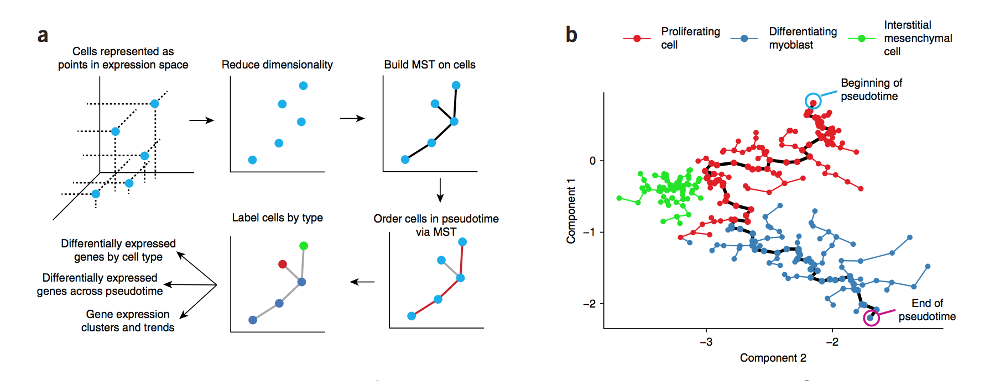 a
Cells represented as
points in expression space
Reduce dimensionality
Build MST on cells
Label cells by type
Order cells in pseudotime
via MST
Differentially expressed
genes by cell type
Differentially expressed
genes across pseudotime
Gene expression
clusters and trends
b
Proliferating
cell
Differentiating
myoblast
Interstitial
mesenchymal
cell
Beginning of
pseudotime
0
−1
−2
Component 1
End of
pseudotime
−3
−2
Component 2